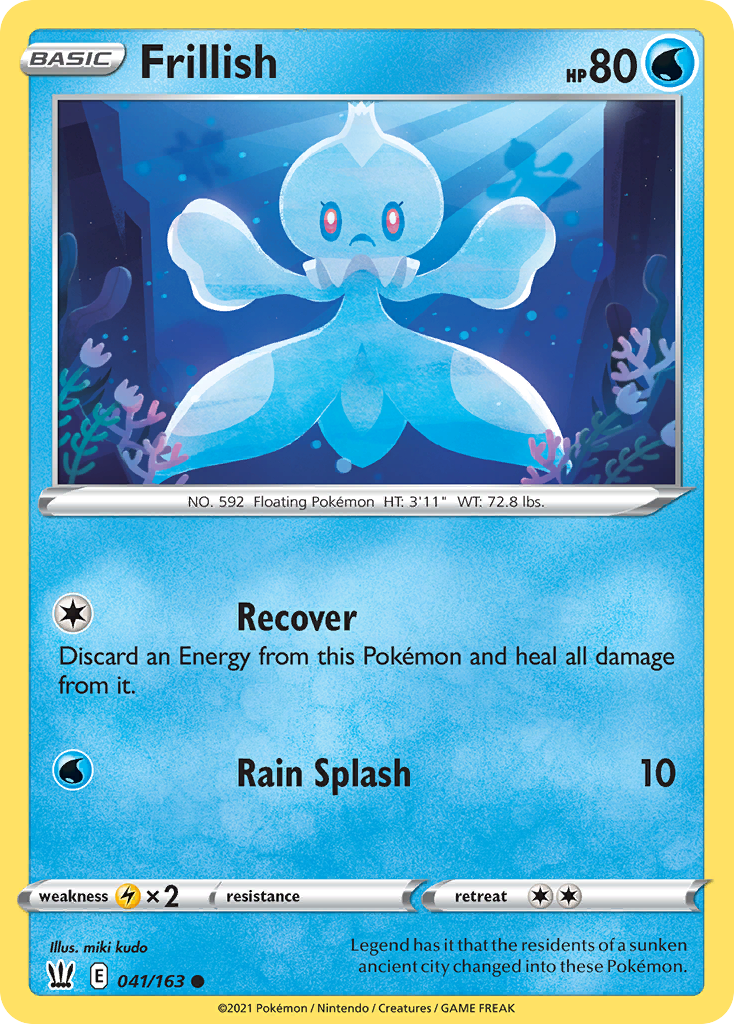 BASIC Frillish HP 80
NO. 592 Floating Pokémon HT: 3'11" WT: 72.8 lbs.
Recover
Discard an Energy from this Pokémon and heal all damage
from it.
Rain Splash 10
weakness ×2 resistance retreat
Illus. miki kudo
Legend has it that the residents of a sunken
ancient city changed into these Pokémon.
E 041/163
©2021 Pokémon / Nintendo / Creatures / GAME FREAK